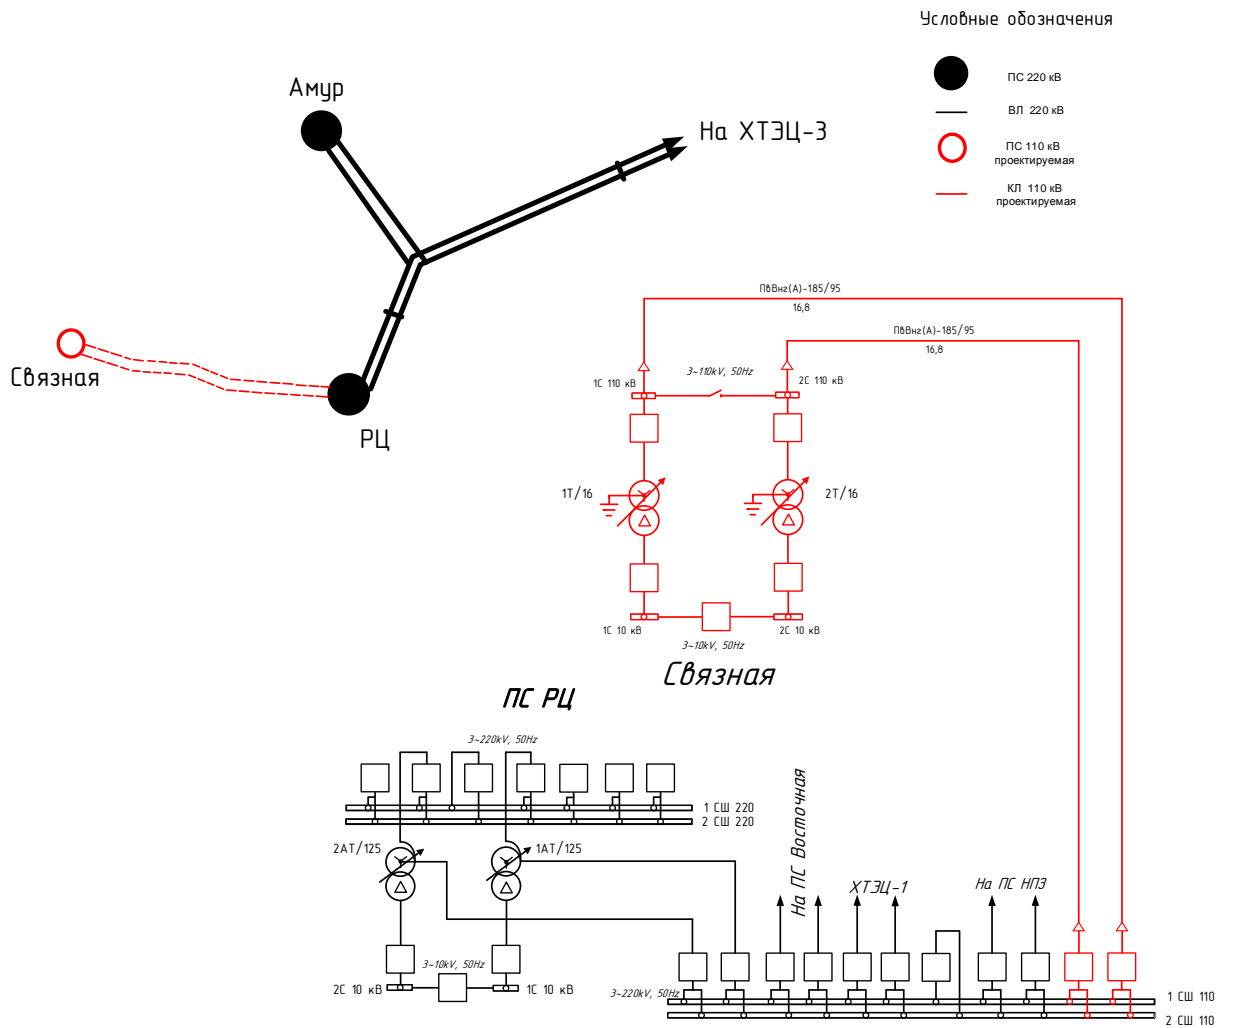 Условные обозначения
ПС 220 кВ
ВЛ 220 кВ
ПС 110 кВ
проектируемая
КЛ 110 кВ
проектируемая
Амур
На ХТЭЦ-3
Связная
РЦ
ПвВнг(А)-185/95
16,8
ПвВнг(А)-185/95
16,8
3~110kV, 50Hz
1С 110 кВ
2С 110 кВ
1Т/16
2Т/16
1С 10 кВ
2С 10 кВ
3~10kV, 50Hz
Связная
ПС РЦ
3~220kV, 50Hz
1 СШ 220
2 СШ 220
2АТ/125
1АТ/125
На ПС Восточная
ХТЭЦ-1
На ПС НПЗ
3~10kV, 50Hz
2С 10 кВ
1С 10 кВ
3~220kV, 50Hz
1 СШ 110
2 СШ 110